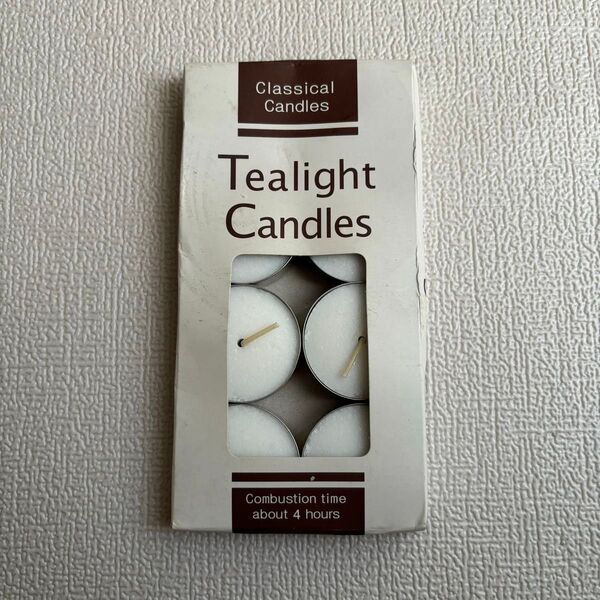 Classical
Candles
Tealight
Candles
Combustion time
about 4 hours